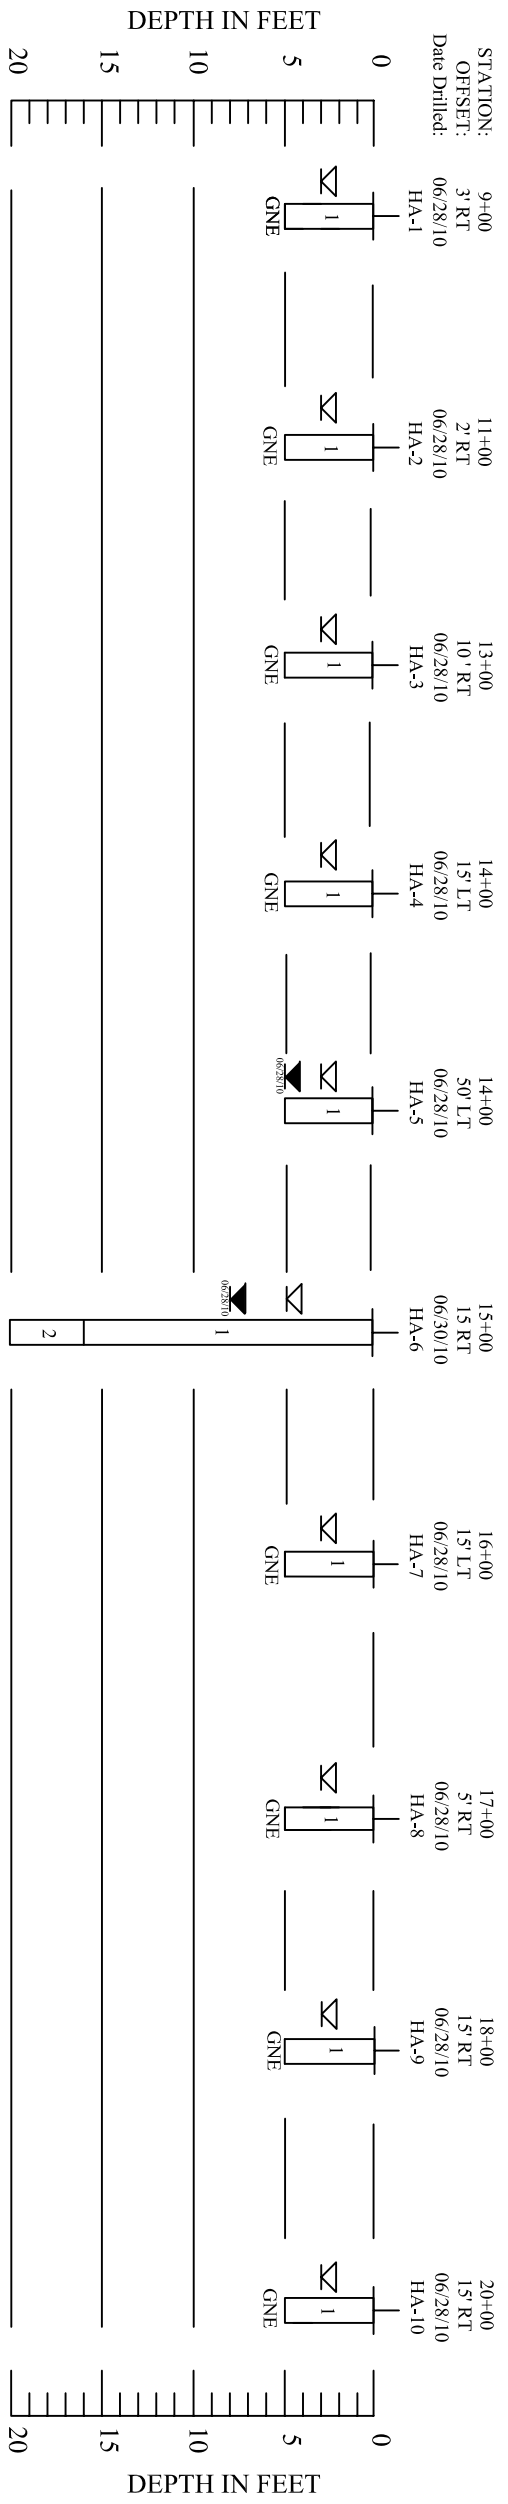 DEPTH IN FEET
0
5
10
15
20
STATION:
OFFSET:
Date Drilled:
9+00
3' RT
06/28/10
HA-1
1
GNE
11+00
2' RT
06/28/10
HA-2
1
GNE
13+00
10 ' RT
06/28/10
HA-3
1
GNE
14+00
15' LT
06/28/10
HA-4
1
GNE
14+00
50' LT
06/28/10
HA-5
1
06/28/10
15+00
15 RT
06/30/10
HA-6
1
2
06/28/10
16+00
15' LT
06/28/10
HA-7
1
GNE
17+00
5' RT
06/28/10
HA-8
1
GNE
18+00
15' RT
06/28/10
HA-9
1
GNE
20+00
15' RT
06/28/10
HA-10
1
GNE
0
5
10
15
20
DEPTH IN FEET